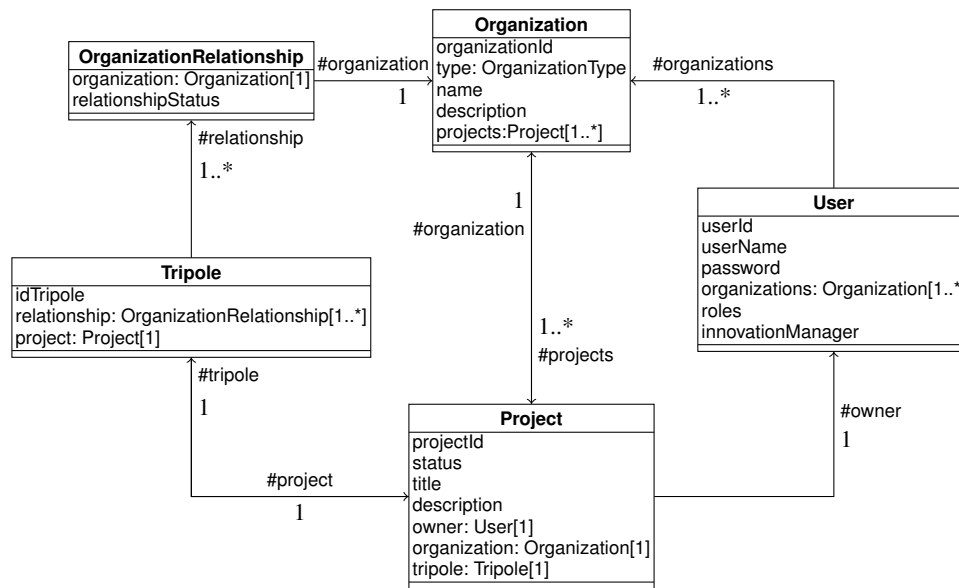 Organization
organizationId
type: OrganizationType
name
description
projects:Project[1..*]
OrganizationRelationship
organization: Organization[1]
relationshipStatus
#organization
1
#organizations
1..*
#relationship
1..*
1
#organization
User
userId
userName
password
organizations: Organization[1..*
roles
innovationManager
Tripole
idTripole
relationship: OrganizationRelationship[1..*]
project: Project[1]
1..*
#projects
#tripole
1
#owner
1
Project
projectId
status
title
description
owner: User[1]
organization: Organization[1]
tripole: Tripole[1]
#project
1